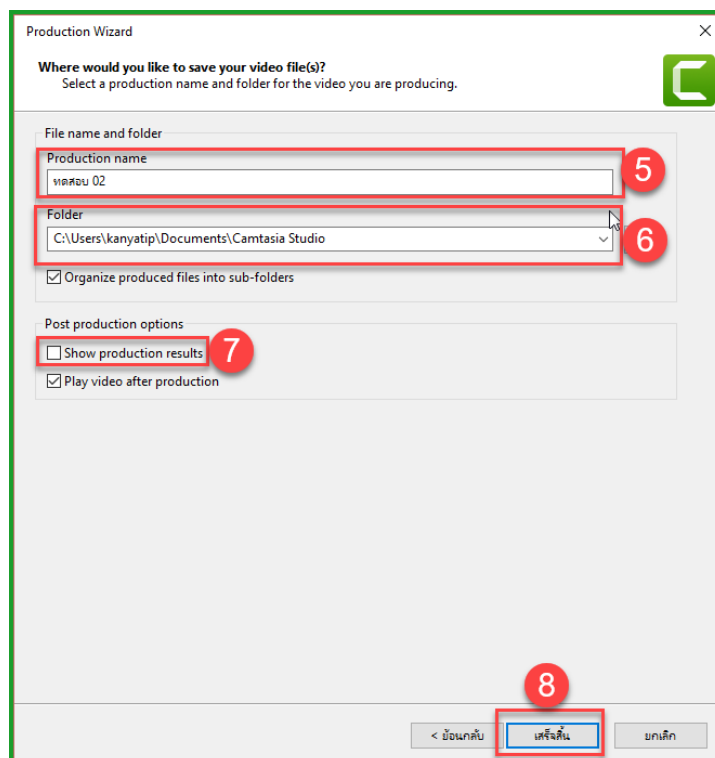 Production Wizard
Where would you like to save your video file(s)?
Select a production name and folder for the video you are producing.
File name and folder
Production name
5
ทดสอบ 02
Folder
6
C:\Users\kanyatip\Documents\Camtasia Studio
Organize produced files into sub-folders
Post production options
Show production results
7
Play video after production
8
< ย้อนกลับ
เสร็จสิ้น
ยกเลิก